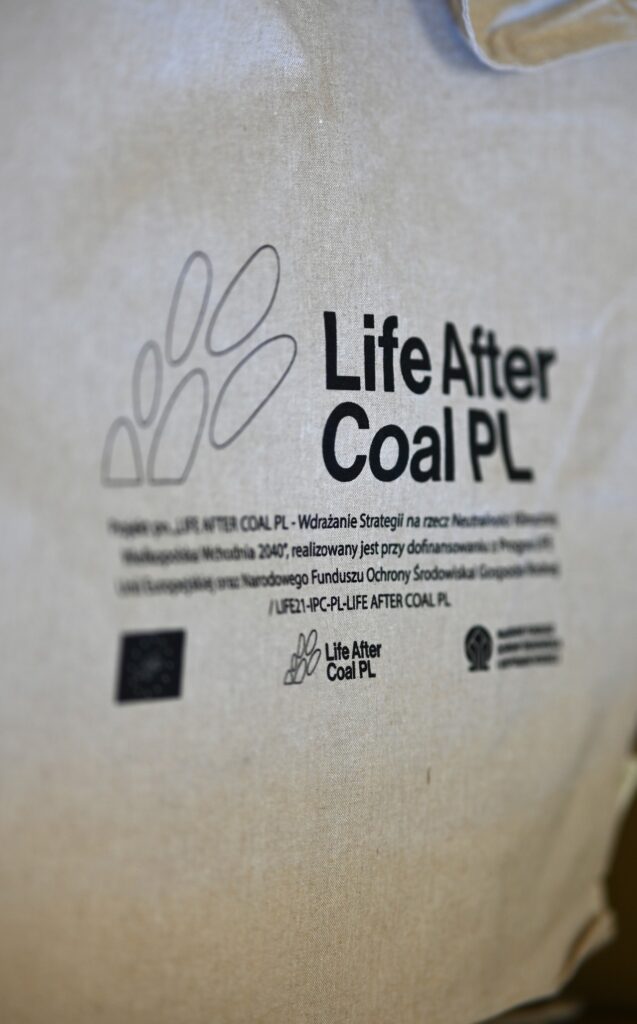 Life After
Coal PL
Projekt pn. „LIFE AFTER COAL PL - Wdrażanie Strategii na rzecz Neutralności Klimatycznej
Wielkopolska Wschodnia 2040”, realizowany jest przy dofinansowaniu z Programu LIFE
Unii Europejskiej oraz Narodowego Funduszu Ochrony Środowiska i Gospodarki Wodnej
/ LIFE21-IPC-PL-LIFE AFTER COAL PL
Life After
Coal PL